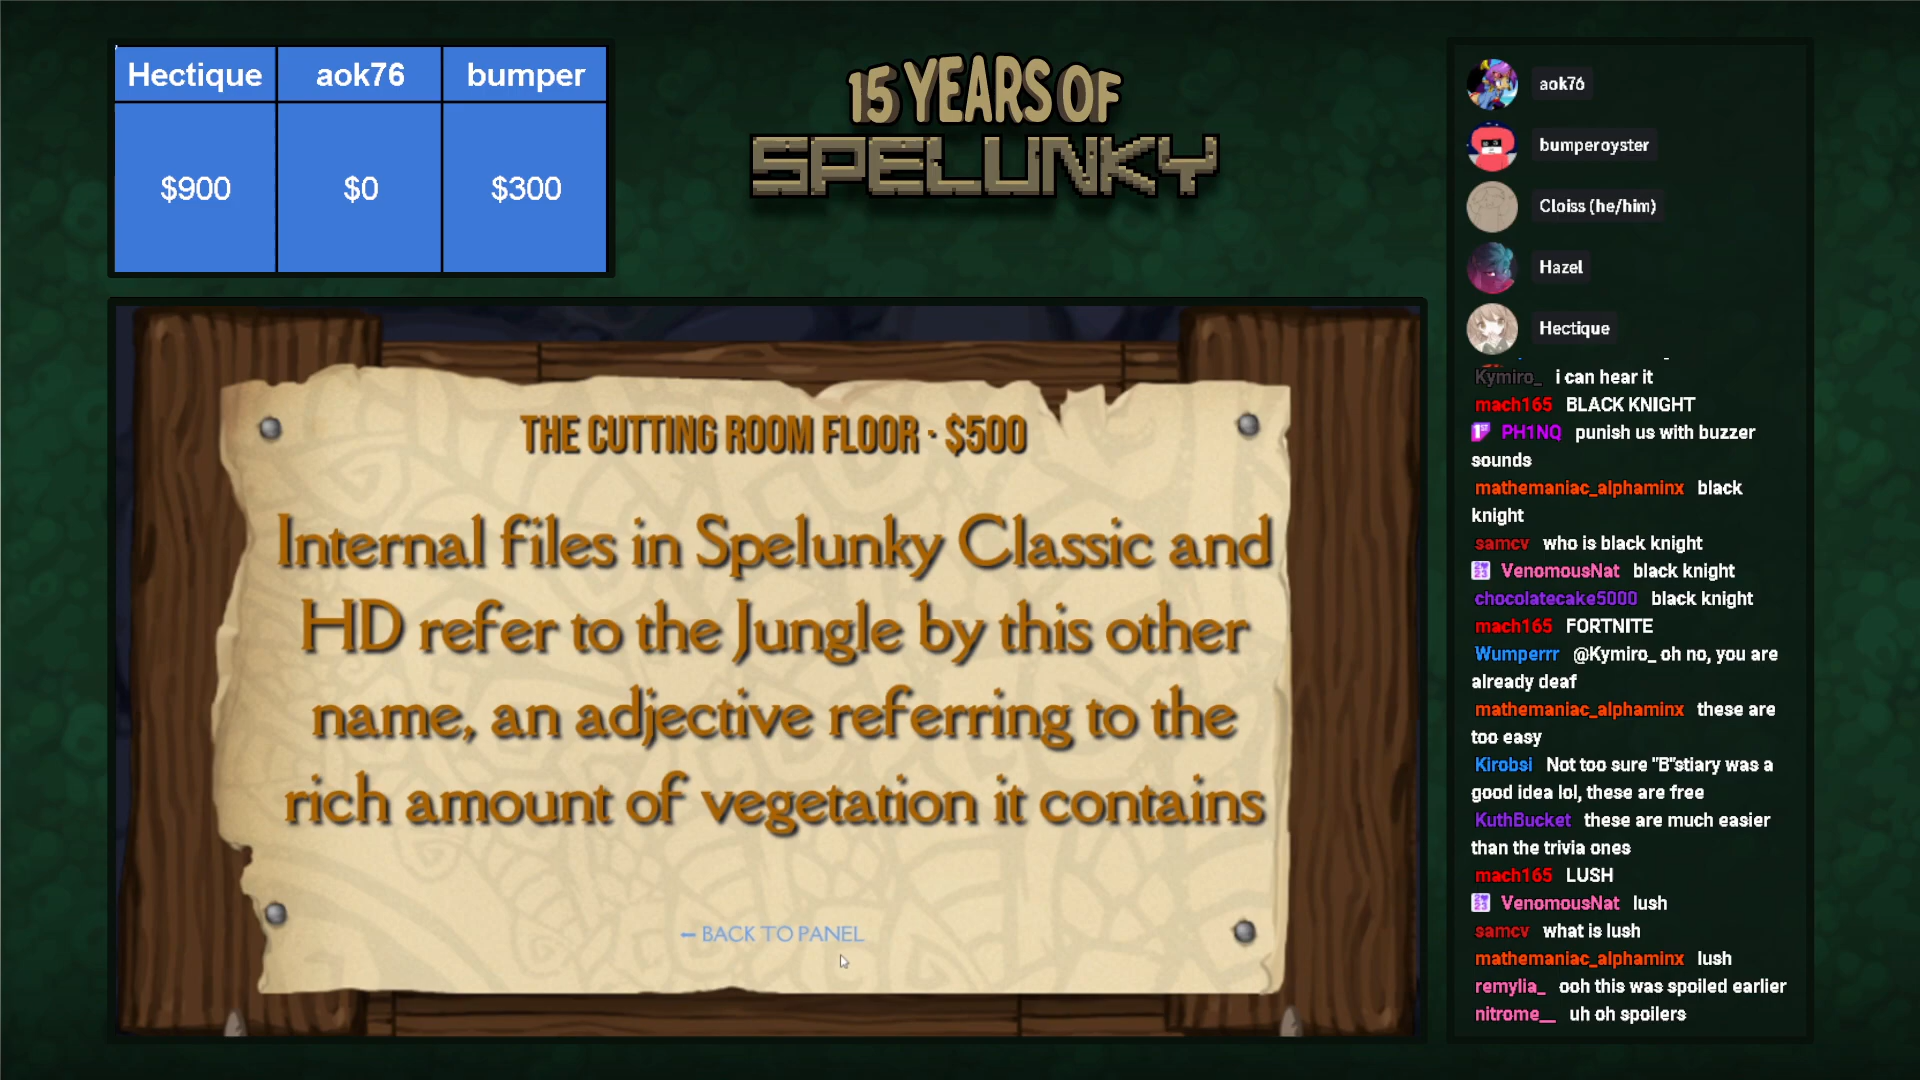 Hectique aok76 bumper
$900 $0 $300
15 YEARS OF
SPELUNKY
THE CUTTING ROOM FLOOR · $500
Internal files in Spelunky Classic and
HD refer to the Jungle by this other
name, an adjective referring to the
rich amount of vegetation it contains
← BACK TO PANEL
aok76
bumperoyster
Cloiss (he/him)
Hazel
Hectique
Kymiro_ i can hear it
mach165 BLACK KNIGHT
PH1NQ punish us with buzzer
sounds
mathemaniac_alphaminx black
knight
samcv who is black knight
VenomousNat black knight
chocolatecake5000 black knight
mach165 FORTNITE
Wumperrr @Kymiro_ oh no, you are
already deaf
mathemaniac_alphaminx these are
too easy
Kirobsi Not too sure "B"stiary was a
good idea lol, these are free
KuthBucket these are much easier
than the trivia ones
mach165 LUSH
VenomousNat lush
samcv what is lush
mathemaniac_alphaminx lush
remylia_ ooh this was spoiled earlier
nitrome__ uh oh spoilers